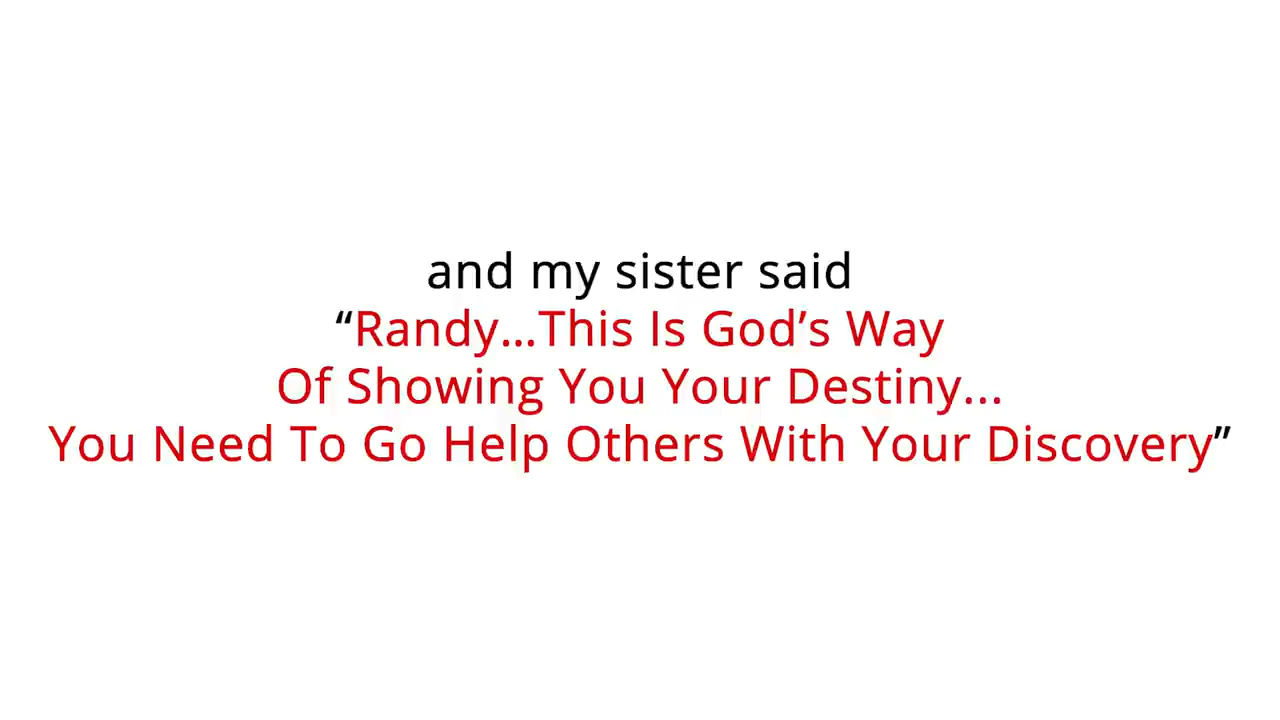 and my sister said
“Randy...This Is God’s Way
Of Showing You Your Destiny...
You Need To Go Help Others With Your Discovery”